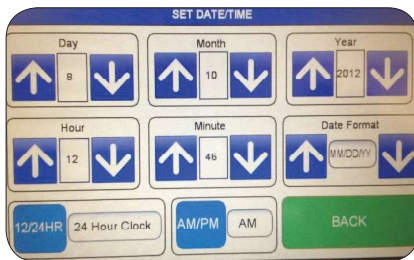 SET DATE/TIME
Day Month Year
8 10 2012
Hour Minute Date Format
12 46 MM/DD/YY
12/24HR 24 Hour Clock AM/PM AM BACK